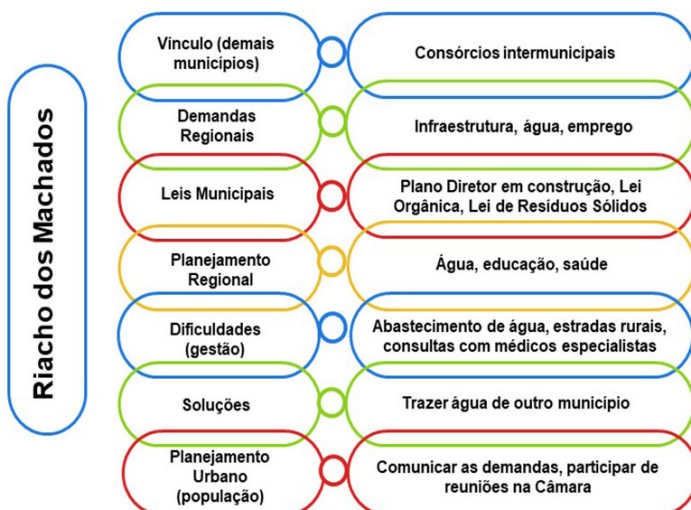 Riacho dos Machados
Vínculo (demais
municípios)
Consórcios intermunicipais
Demandas
Regionais
Infraestrutura, água, emprego
Leis Municipais
Plano Diretor em construção, Lei
Orgânica, Lei de Resíduos Sólidos
Planejamento
Regional
Água, educação, saúde
Dificuldades
(gestão)
Abastecimento de água, estradas rurais,
consultas com médicos especialistas
Soluções
Trazer água de outro município
Planejamento
Urbano
(população)
Comunicar as demandas, participar de
reuniões na Câmara